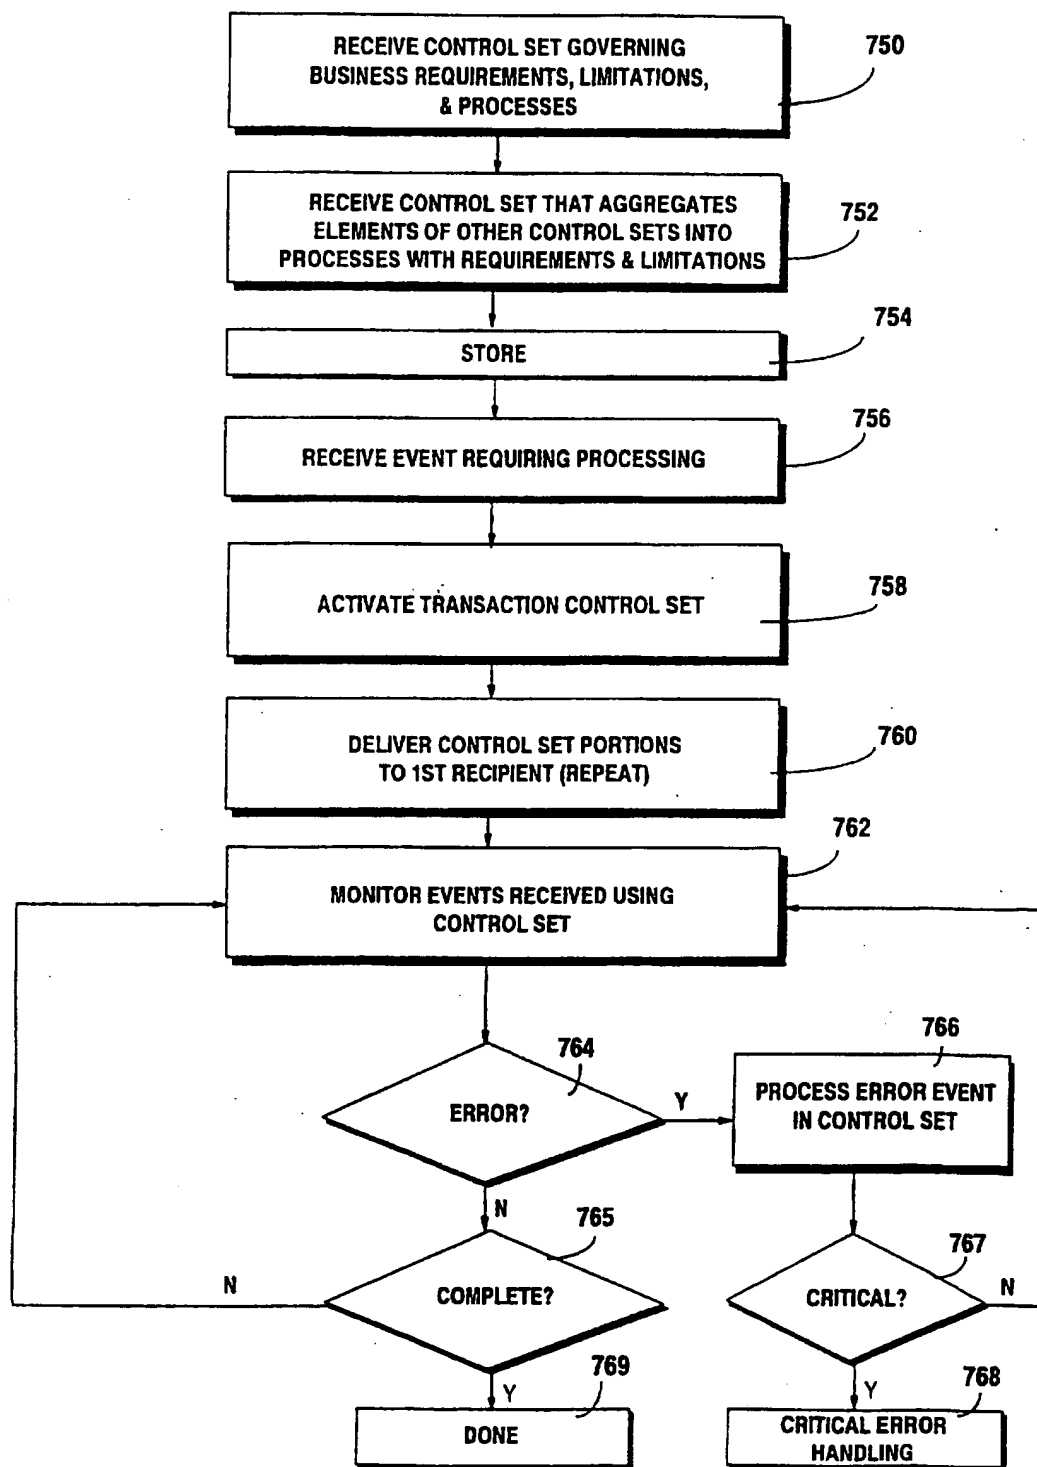 RECEIVE CONTROL SET GOVERNING
BUSINESS REQUIREMENTS, LIMITATIONS,
& PROCESSES
750
RECEIVE CONTROL SET THAT AGGREGATES
ELEMENTS OF OTHER CONTROL SETS INTO
PROCESSES WITH REQUIREMENTS & LIMITATIONS
752
STORE
754
RECEIVE EVENT REQUIRING PROCESSING
756
ACTIVATE TRANSACTION CONTROL SET
758
DELIVER CONTROL SET PORTIONS
TO 1ST RECIPIENT (REPEAT)
760
MONITOR EVENTS RECEIVED USING
CONTROL SET
762
ERROR?
764
Y
PROCESS ERROR EVENT
IN CONTROL SET
766
N
COMPLETE?
765
N
CRITICAL?
767
N
Y
DONE
769
Y
CRITICAL ERROR
HANDLING
768